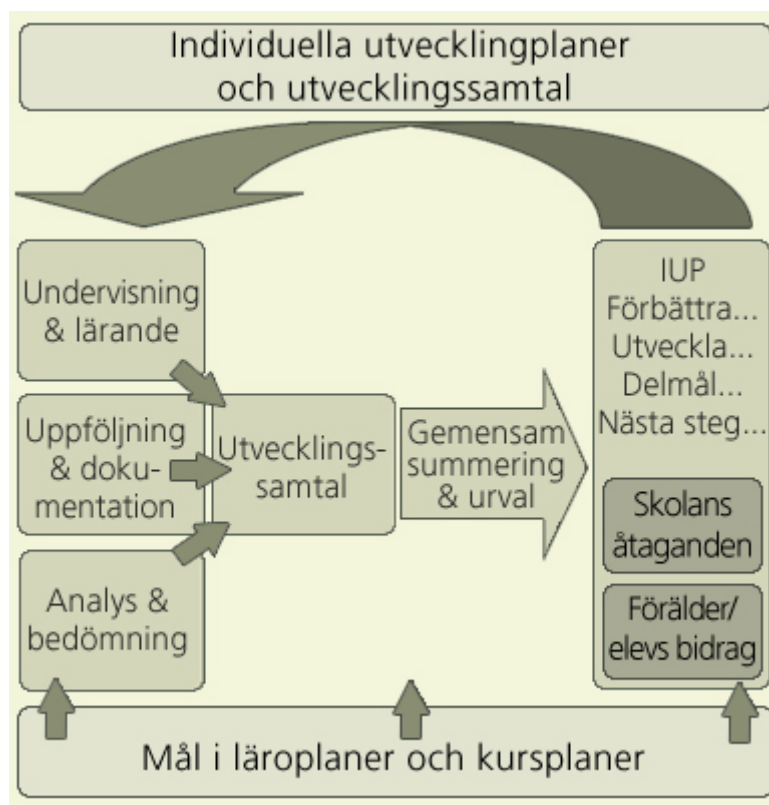 Individuella utvecklingplaner
och utvecklingssamtal
Undervisning
& lärande
Uppföljning
& doku-
mentation
Analys &
bedömning
Utvecklings-
samtal
Gemensam
summering
& urval
IUP
Förbättra...
Utveckla...
Delmål...
Nästa steg...
Skolans
åtaganden
Förälder/
elevs bidrag
Mål i läroplaner och kursplaner